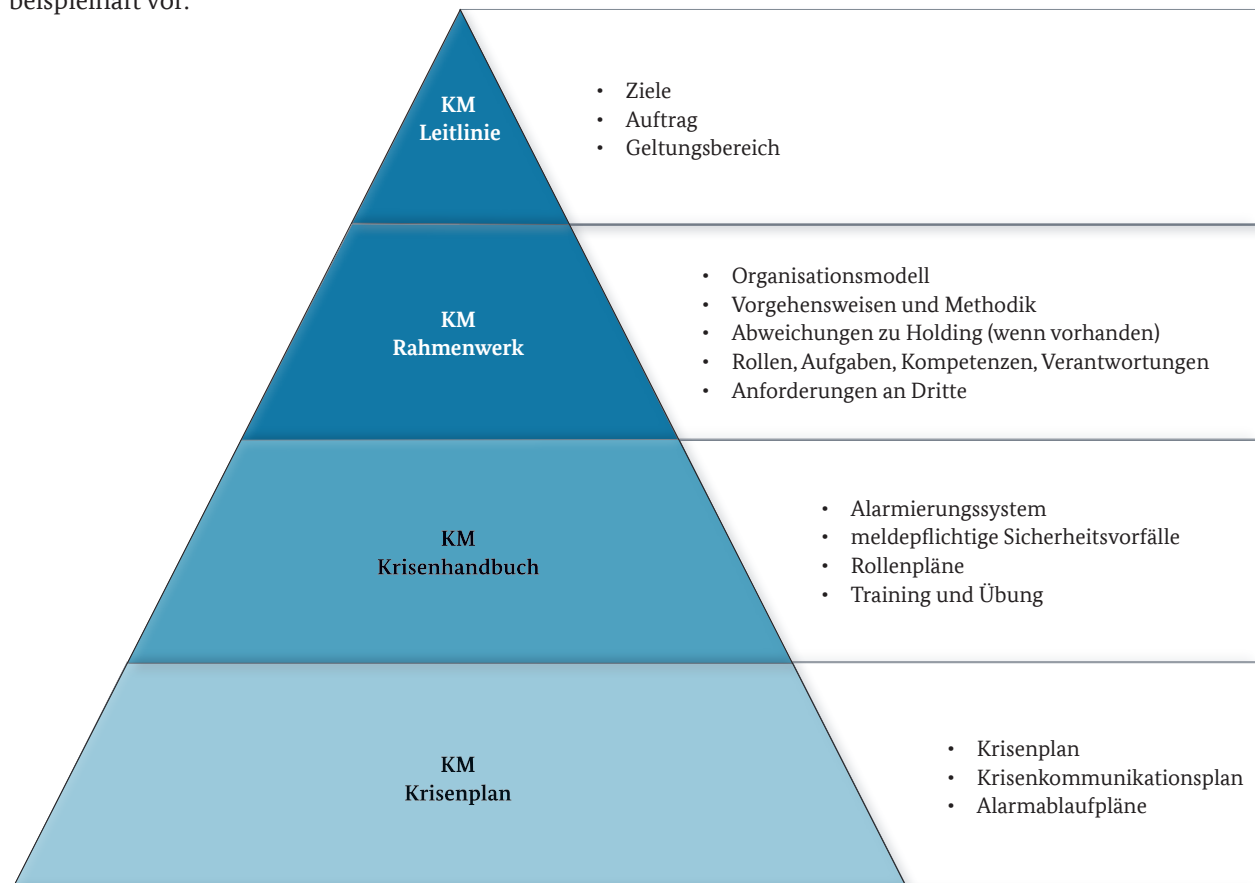 beispielhaft vor.
KM
Leitlinie
• Ziele
• Auftrag
• Geltungsbereich
KM
Rahmenwerk
• Organisationsmodell
• Vorgehensweisen und Methodik
• Abweichungen zu Holding (wenn vorhanden)
• Rollen, Aufgaben, Kompetenzen, Verantwortungen
• Anforderungen an Dritte
KM
Krisenhandbuch
• Alarmierungssystem
• meldepflichtige Sicherheitsvorfälle
• Rollenpläne
• Training und Übung
KM
Krisenplan
• Krisenplan
• Krisenkommunikationsplan
• Alarmablaufpläne